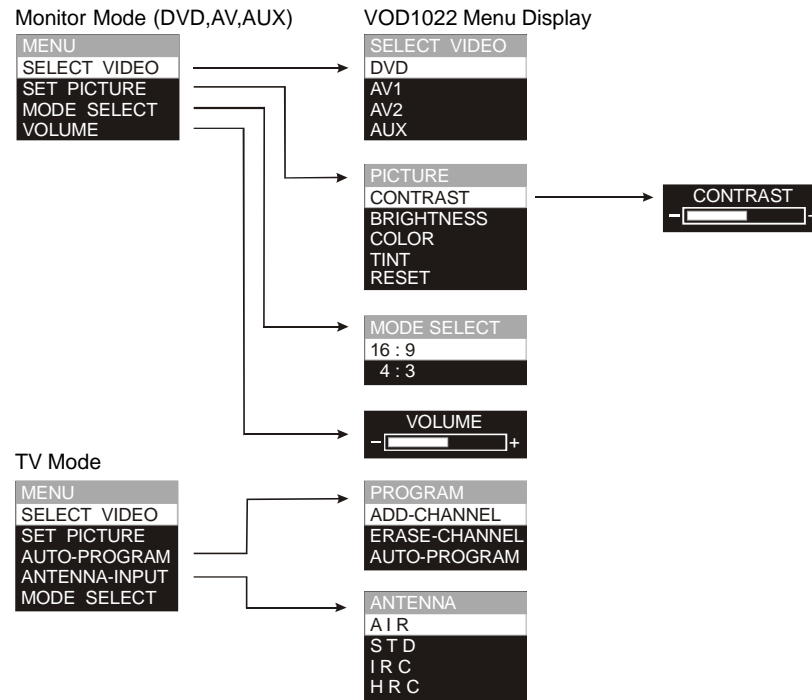 Monitor Mode (DVD,AV,AUX)
MENU
SELECT VIDEO
SET PICTURE
MODE SELECT
VOLUME
VOD1022 Menu Display
SELECT VIDEO
DVD
AV1
AV2
AUX
PICTURE
CONTRAST
BRIGHTNESS
COLOR
TINT
RESET
CONTRAST
–
MODE SELECT
16 : 9
4 : 3
VOLUME
– +
TV Mode
MENU
SELECT VIDEO
SET PICTURE
AUTO-PROGRAM
ANTENNA-INPUT
MODE SELECT
PROGRAM
ADD-CHANNEL
ERASE-CHANNEL
AUTO-PROGRAM
ANTENNA
A I R
S T D
I R C
H R C